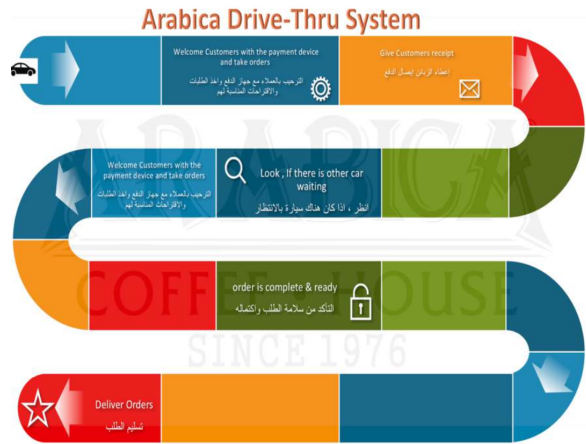 Arabica Drive-Thru System
Welcome Customers with the payment device
and take orders
الترحيب بالعملاء مع جهاز الدفع واخذ الطلبات
والاقتراحات المناسبة لهم
Give Customers receipt
إعطاء الزبائن ايصال الدفع
Look , If there is other car
waiting
انظر ، اذا كان هناك سيارة بالانتظار
Welcome Customers with the
payment device and take orders
الترحيب بالعملاء مع جهاز الدفع واخذ الطلبات
والاقتراحات المناسبة لهم
order is complete & ready
التأكد من سلامة الطلب واكتماله
Deliver Orders
تسليم الطلب
ARABICA
COFFEE HOUSE
SINCE 1976